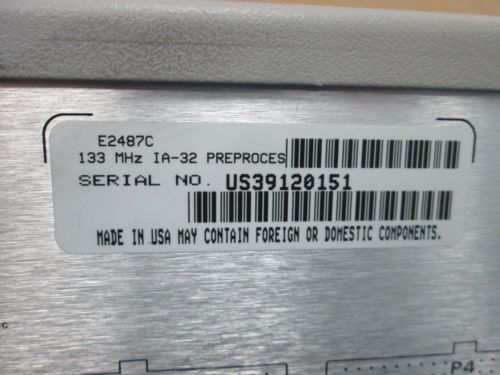 E2487C
133 MHz IA-32 PREPROCES
SERIAL NO. US39120151
MADE IN USA MAY CONTAIN FOREIGN OR DOMESTIC COMPONENTS.
c
P4